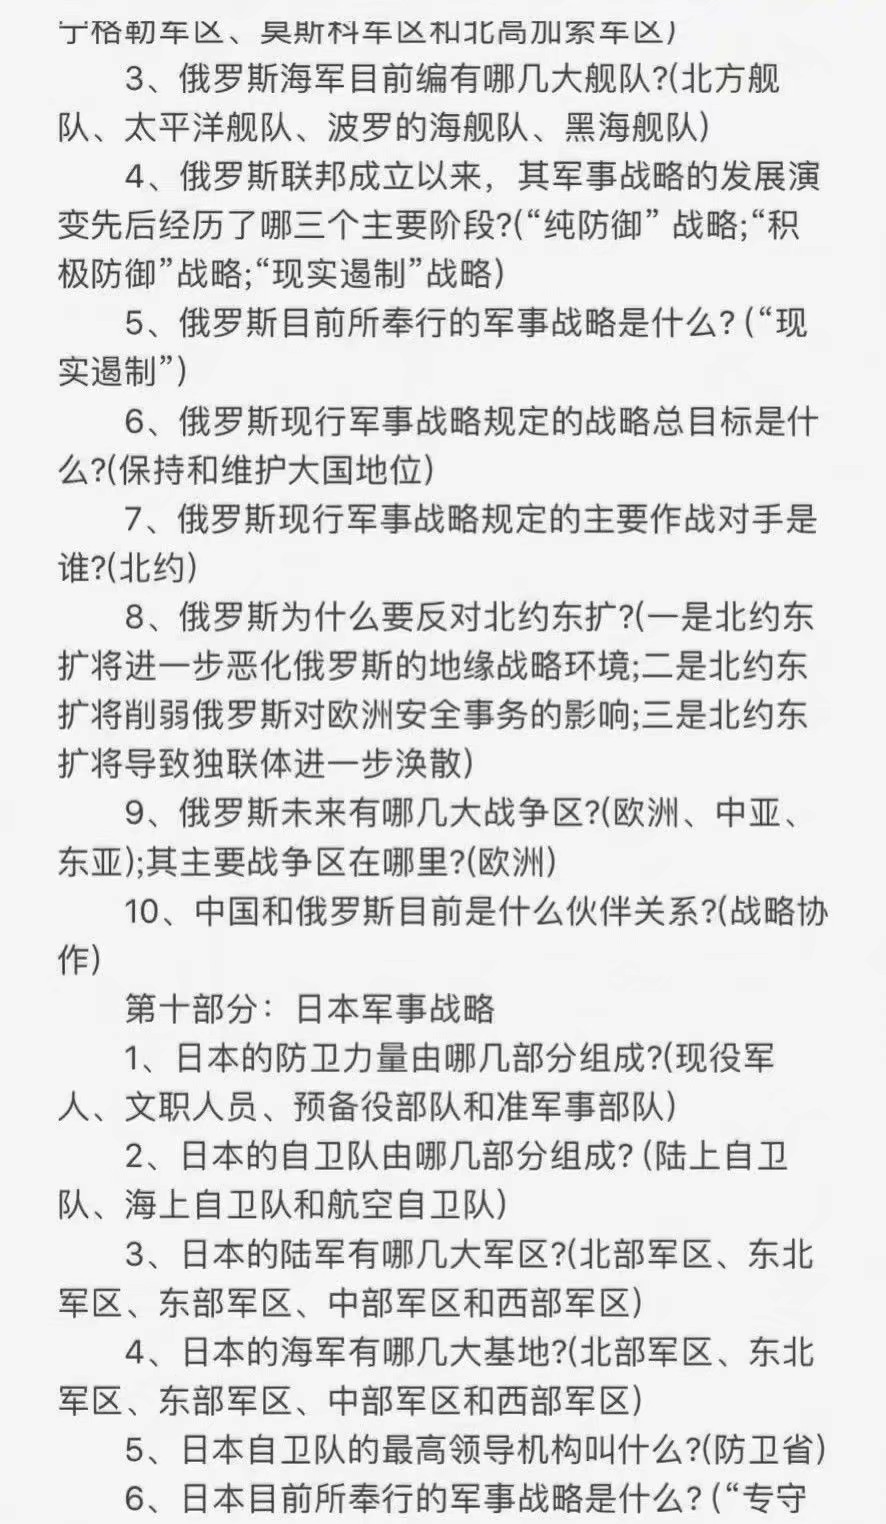 宁格勒军区、莫斯科军区和北高加索军区)
3、俄罗斯海军目前编有哪几大舰队?(北方舰
队、太平洋舰队、波罗的海舰队、黑海舰队)
4、俄罗斯联邦成立以来，其军事战略的发展演
变先后经历了哪三个主要阶段?(“纯防御” 战略;“积
极防御”战略;“现实遏制”战略)
5、俄罗斯目前所奉行的军事战略是什么? (“现
实遏制”)
6、俄罗斯现行军事战略规定的战略总目标是什
么?(保持和维护大国地位)
7、俄罗斯现行军事战略规定的主要作战对手是
谁?(北约)
8、俄罗斯为什么要反对北约东扩?(一是北约东
扩将进一步恶化俄罗斯的地缘战略环境;二是北约东
扩将削弱俄罗斯对欧洲安全事务的影响;三是北约东
扩将导致独联体进一步涣散)
9、俄罗斯未来有哪几大战争区?(欧洲、中亚、
东亚);其主要战争区在哪里?(欧洲)
10、中国和俄罗斯目前是什么伙伴关系?(战略协
作)
第十部分：日本军事战略
1、日本的防卫力量由哪几部分组成?(现役军
人、文职人员、预备役部队和准军事部队)
2、日本的自卫队由哪几部分组成? (陆上自卫
队、海上自卫队和航空自卫队)
3、日本的陆军有哪几大军区?(北部军区、东北
军区、东部军区、中部军区和西部军区)
4、日本的海军有哪几大基地?(北部军区、东北
军区、东部军区、中部军区和西部军区)
5、日本自卫队的最高领导机构叫什么?(防卫省)
6、日本目前所奉行的军事战略是什么? (“专守